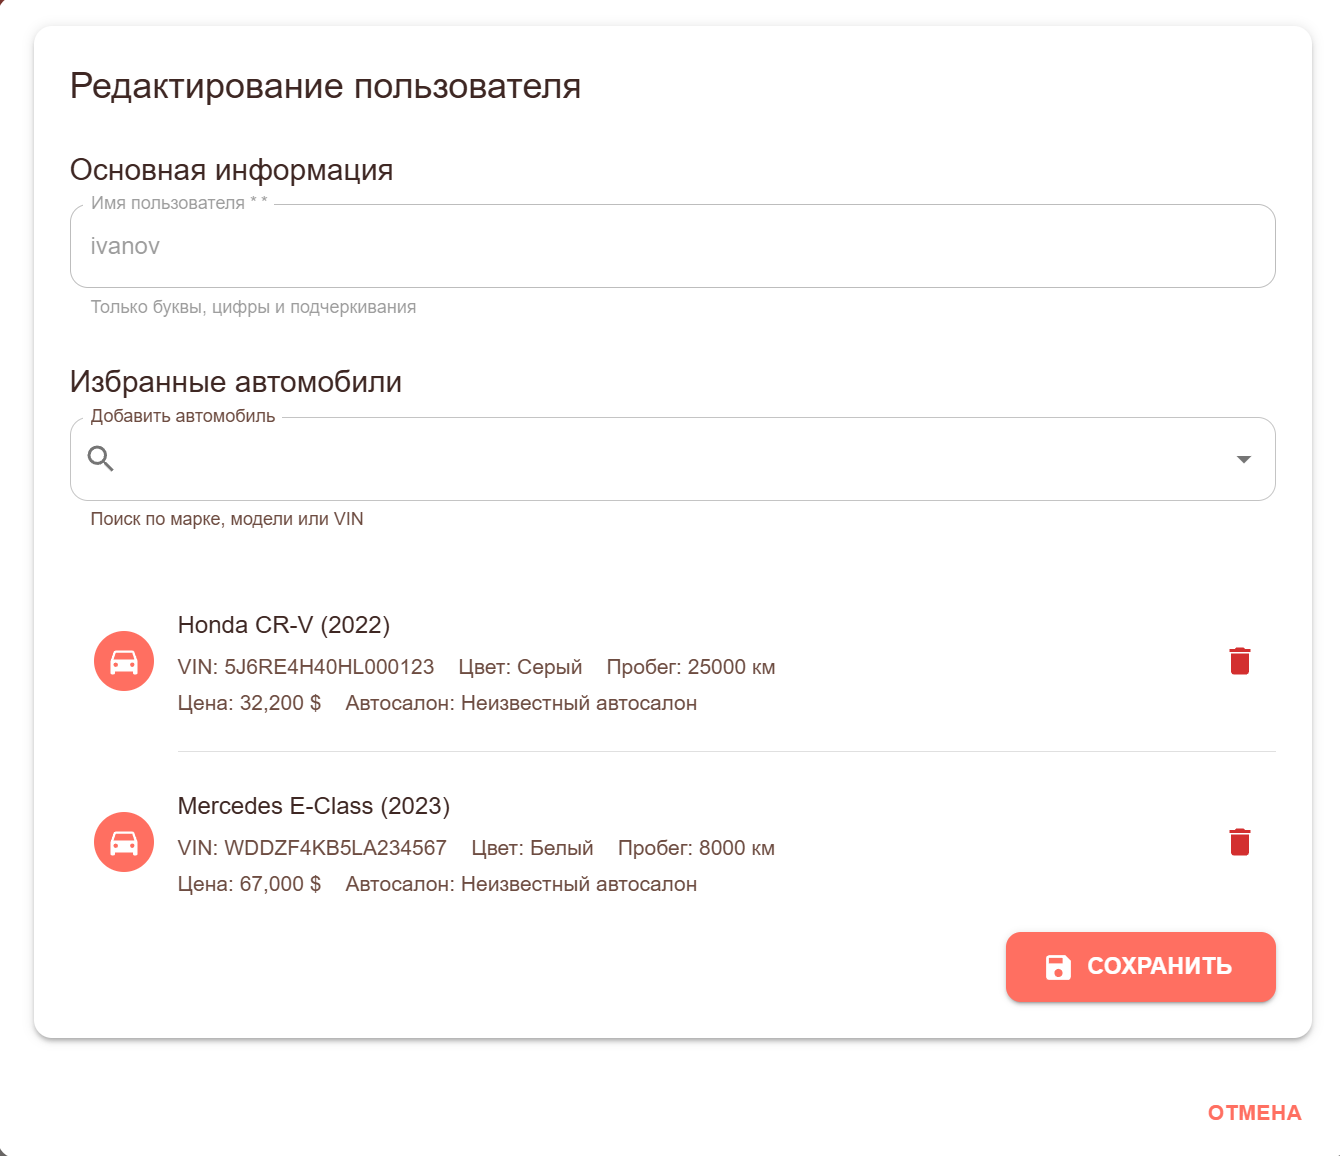 Редактирование пользователя
Основная информация
Имя пользователя * *
ivanov
Только буквы, цифры и подчеркивания
Избранные автомобили
Добавить автомобиль
Поиск по марке, модели или VIN
Honda CR-V (2022)
VIN: 5J6RE4H40HL000123 Цвет: Серый Пробег: 25000 км
Цена: 32,200 $ Автосалон: Неизвестный автосалон
Mercedes E-Class (2023)
VIN: WDDZF4KB5LA234567 Цвет: Белый Пробег: 8000 км
Цена: 67,000 $ Автосалон: Неизвестный автосалон
СОХРАНИТЬ
ОТМЕНА